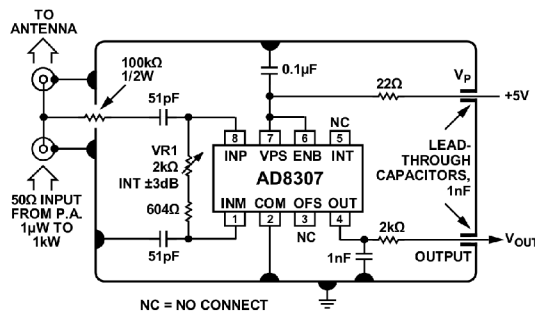 TO
ANTENNA
100kΩ
1/2W
51pF
0.1µF
22Ω
VP
+5V
NC
8
7
6
5
INP
VPS
ENB
INT
VR1
2kΩ
INT ±3dB
AD8307
LEAD-
THROUGH
CAPACITORS,
1nF
50Ω INPUT
FROM P.A.
1µW TO
1kW
604Ω
INM
COM
OFS
OUT
1
2
3
4
NC
51pF
1nF
2kΩ
VOUT
OUTPUT
NC = NO CONNECT